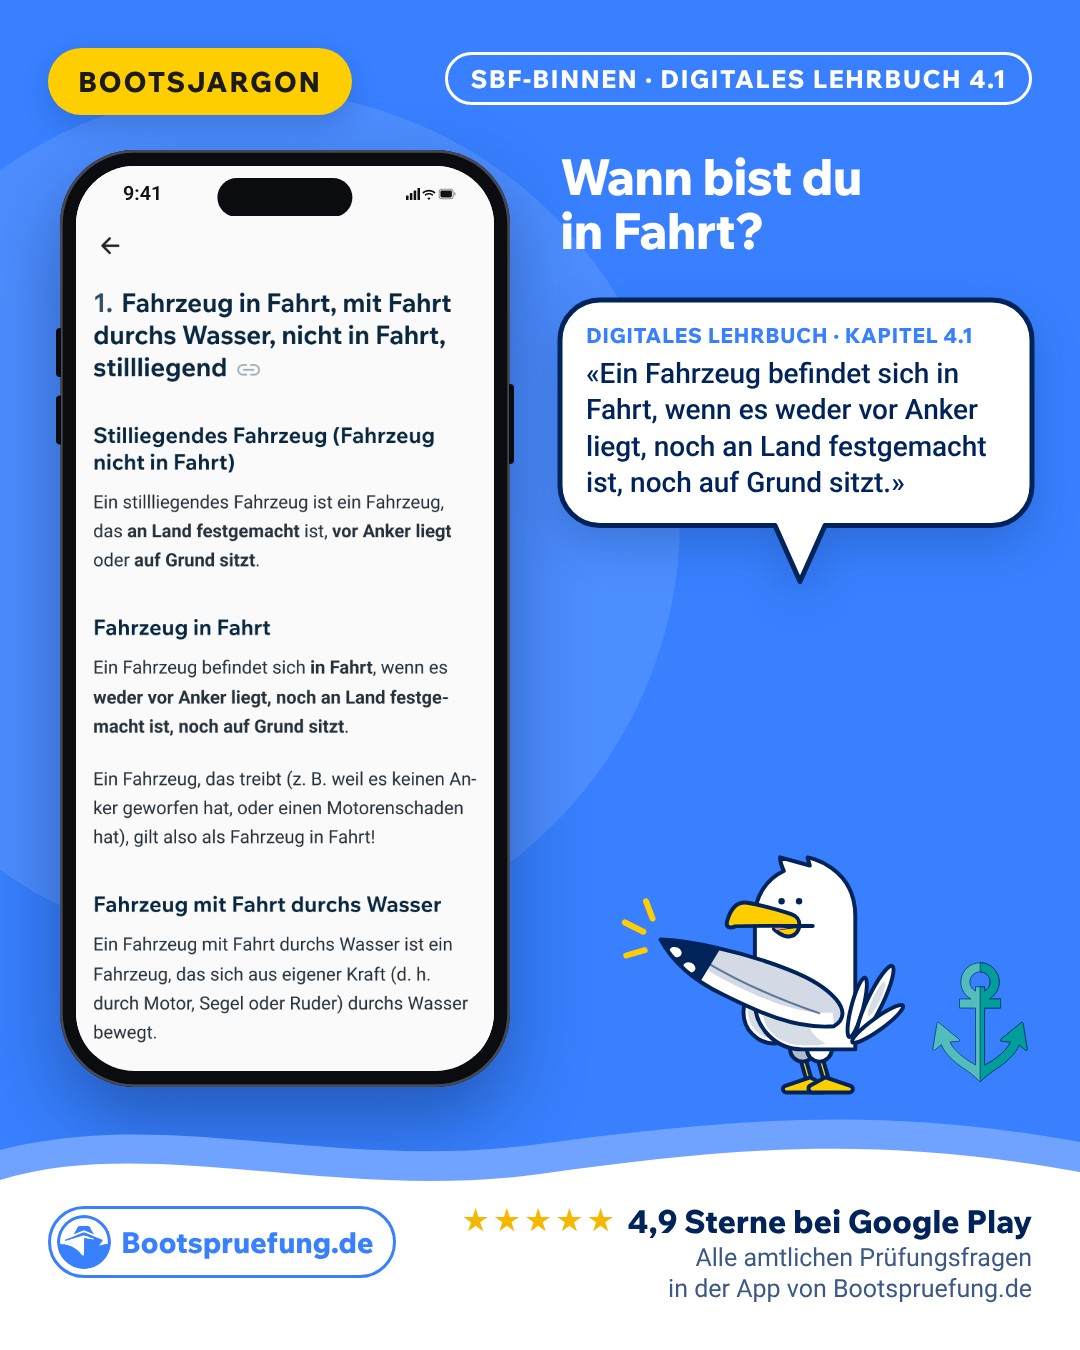 BOOTSJARGON
SBF-BINNEN · DIGITALES LEHRBUCH 4.1
9:41
1. Fahrzeug in Fahrt, mit Fahrt
durchs Wasser, nicht in Fahrt,
stillliegend
Stilliegendes Fahrzeug (Fahrzeug
nicht in Fahrt)
Ein stillliegendes Fahrzeug ist ein Fahrzeug,
das an Land festgemacht ist, vor Anker liegt
oder auf Grund sitzt.
Fahrzeug in Fahrt
Ein Fahrzeug befindet sich in Fahrt, wenn es
weder vor Anker liegt, noch an Land festge-
macht ist, noch auf Grund sitzt.
Ein Fahrzeug, das treibt (z. B. weil es keinen An-
ker geworfen hat, oder einen Motorenschaden
hat), gilt also als Fahrzeug in Fahrt!
Fahrzeug mit Fahrt durchs Wasser
Ein Fahrzeug mit Fahrt durchs Wasser ist ein
Fahrzeug, das sich aus eigener Kraft (d. h.
durch Motor, Segel oder Ruder) durchs Wasser
bewegt.
Wann bist du
in Fahrt?
DIGITALES LEHRBUCH · KAPITEL 4.1
«Ein Fahrzeug befindet sich in
Fahrt, wenn es weder vor Anker
liegt, noch an Land festgemacht
ist, noch auf Grund sitzt.»
Bootspruefung.de
★★★★★ 4,9 Sterne bei Google Play
Alle amtlichen Prüfungsfragen
in der App von Bootspruefung.de